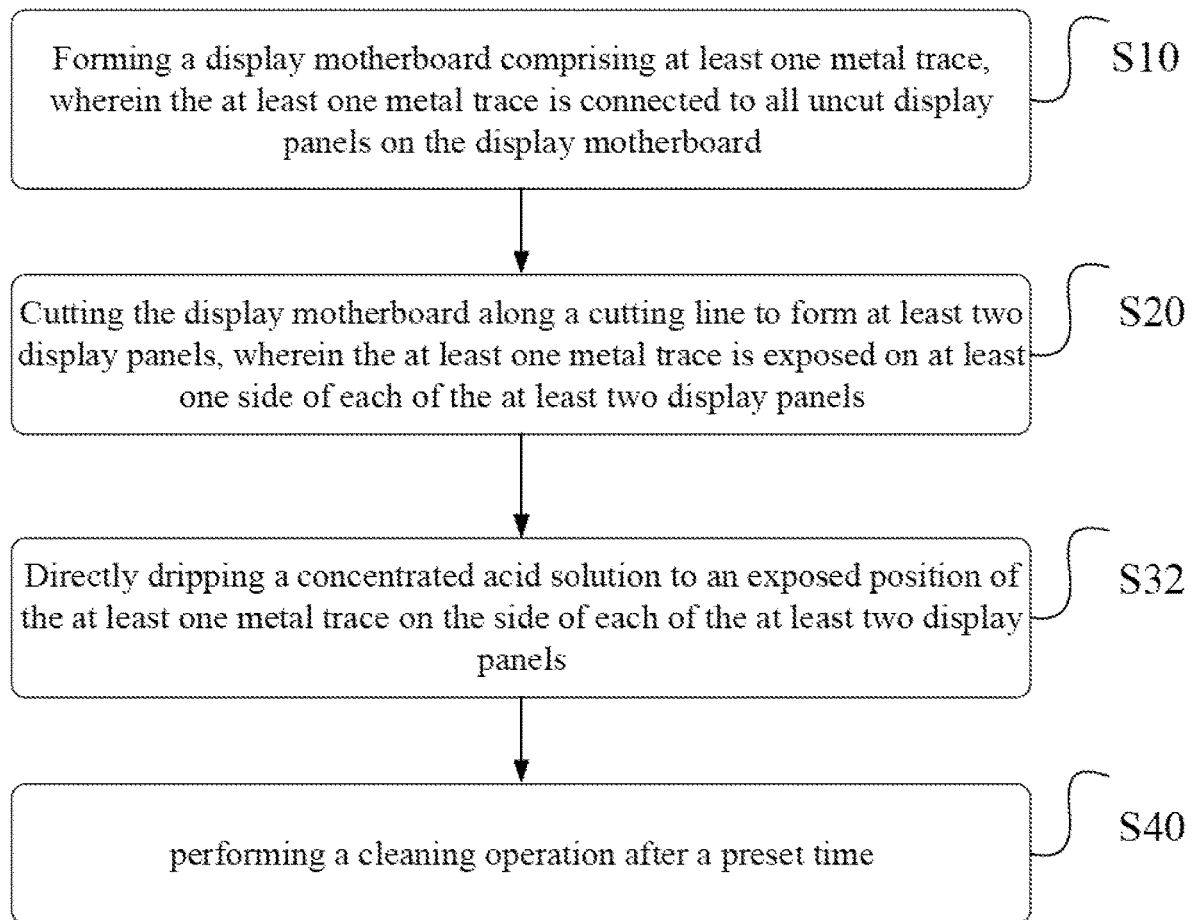 Forming a display motherboard comprising at least one metal trace,
wherein the at least one metal trace is connected to all uncut display
panels on the display motherboard
S10
Cutting the display motherboard along a cutting line to form at least two
display panels, wherein the at least one metal trace is exposed on at least
one side of each of the at least two display panels
S20
Directly dripping a concentrated acid solution to an exposed position of
the at least one metal trace on the side of each of the at least two display
panels
S32
performing a cleaning operation after a preset time
S40